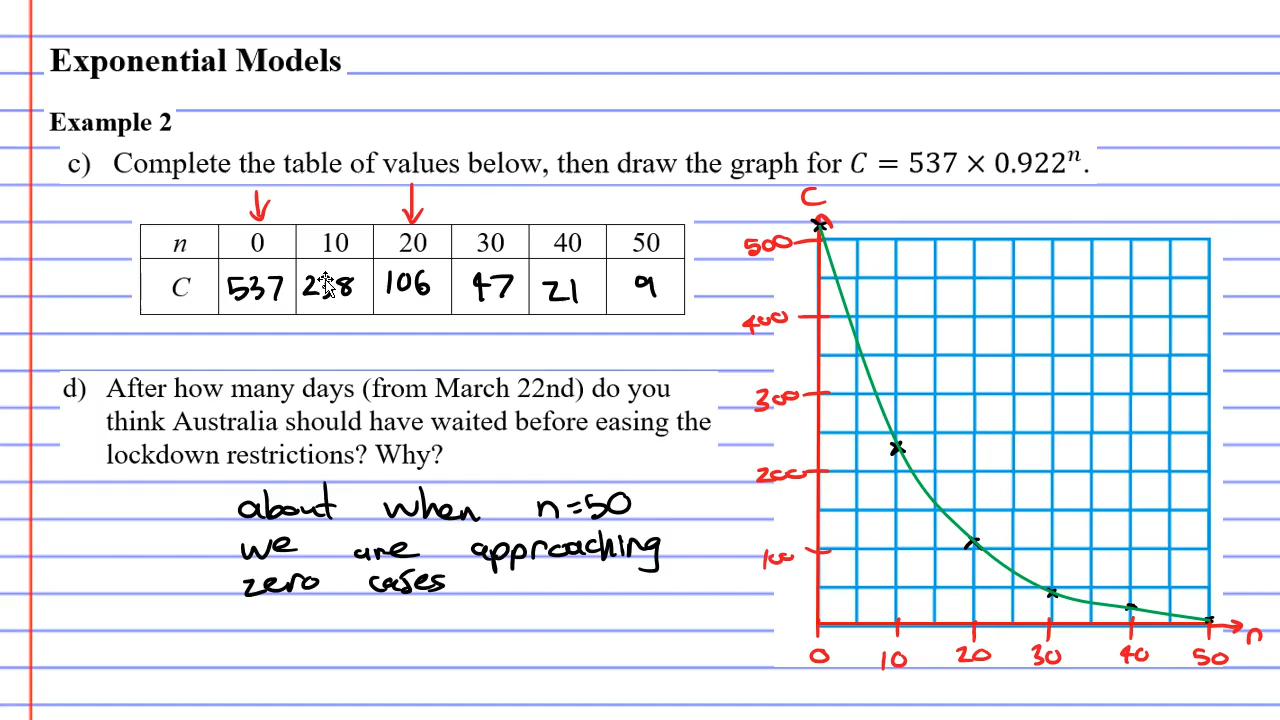 Exponential Models
Example 2
c) Complete the table of values below, then draw the graph for C = 537 × 0.922ⁿ.
n 0 10 20 30 40 50
C 537 106 47 21 9
d) After how many days (from March 22nd) do you
think Australia should have waited before easing the
lockdown restrictions? Why?
about when n=50
we are approaching
zero cases
C
500
400
300
200
100
0 10 20 30 40 50 n